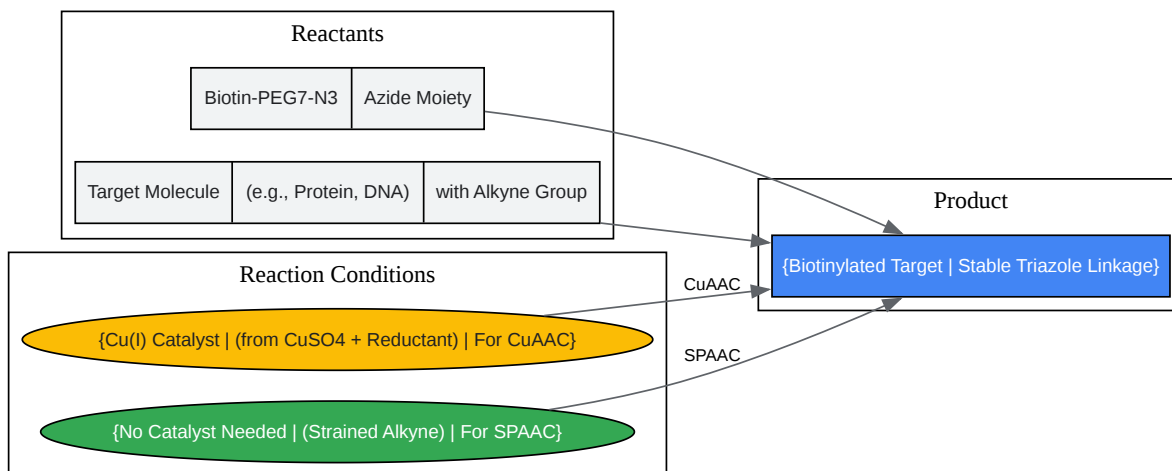 Reactants
Biotin-PEG7-N3 Azide Moiety
Target Molecule (e.g., Protein, DNA) with Alkyne Group
Product
{Biotinylated Target | Stable Triazole Linkage}
Reaction Conditions
CuAAC
{Cu(I) Catalyst | (from CuSO4 + Reductant) | For CuAAC}
SPAAC
{No Catalyst Needed | (Strained Alkyne) | For SPAAC}